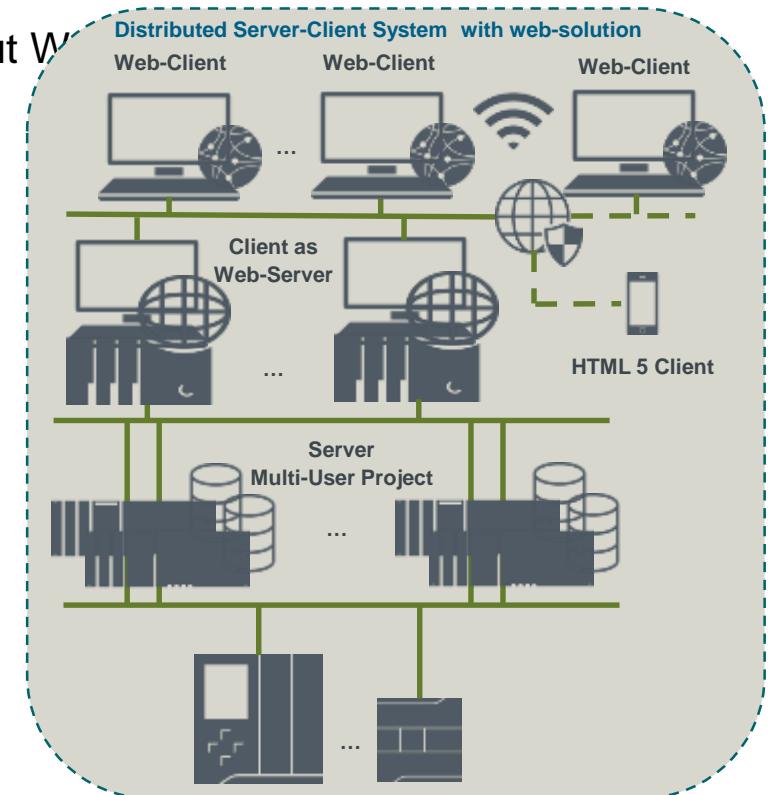 Distributed Server-Client System with web-solution
Web-Client
Web-Client
Web-Client
...
Client as
Web-Server
...
HTML 5 Client
Server
Multi-User Project
...
...